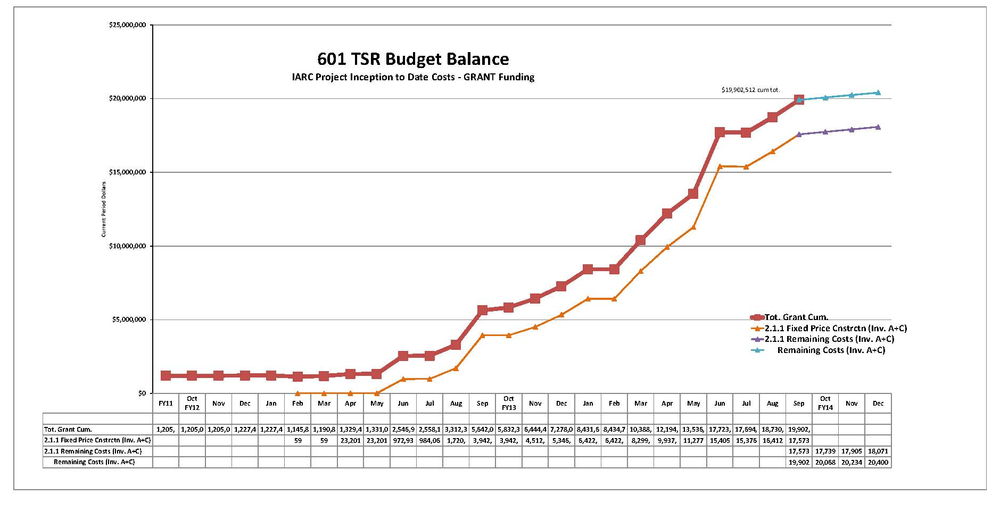 $25,000,000
601 TSR Budget Balance
IARC Project Inception to Date Costs - GRANT Funding
$19,902,512 cum tot.
$20,000,000
$15,000,000
Current Period Dollars
$10,000,000
$5,000,000
Tot. Grant Cum.
2.1.1 Fixed Price Cnstrctn (Inv. A+C)
2.1.1 Remaining Costs (Inv. A+C)
Remaining Costs (Inv. A+C)
$0
FY11 Oct FY12 Nov Dec Jan Feb Mar Apr May Jun Jul Aug Sep Oct FY13 Nov Dec Jan Feb Mar Apr May Jun Jul Aug Sep Oct FY14 Nov Dec
Tot. Grant Cum. 1,205, 1,205,0 1,205,0 1,227,4 1,227,4 1,145,8 1,190,8 1,329,4 1,331,0 2,546,9 2,558,1 3,312,3 5,642,0 5,832,3 6,444,4 7,278,0 8,431,6 8,434,7 10,388, 12,194, 13,536, 17,723, 17,694, 18,730, 19,902,
2.1.1 Fixed Price Cnstrctn (Inv. A+C) 59 59 23,201 23,201 972,93 984,06 1,720, 3,942, 3,942, 4,512, 5,346, 6,422, 6,422, 8,299, 9,937, 11,277 15,405 15,376 16,412 17,573
2.1.1 Remaining Costs (Inv. A+C) 17,573 17,739 17,905 18,071
Remaining Costs (Inv. A+C) 19,902 20,068 20,234 20,400